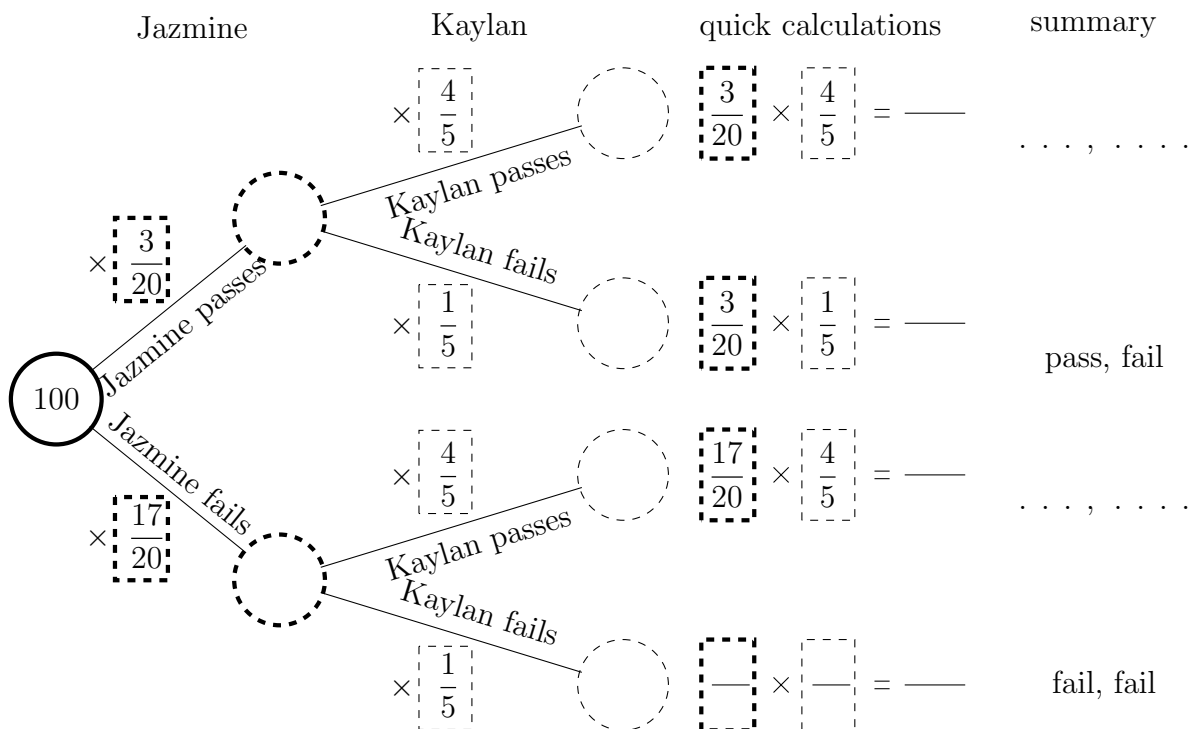 Jazmine Kaylan quick calculations summary
× 4/5 3/20 × 4/5 = —
Kaylan passes . . . , . . . .
× 3/20 Kaylan fails
Jazmine passes × 1/5 3/20 × 1/5 = —
pass, fail
100
Jazmine fails × 4/5 17/20 × 4/5 = —
Kaylan passes . . . , . . . .
× 17/20
Kaylan fails
× 1/5 — × — = — fail, fail